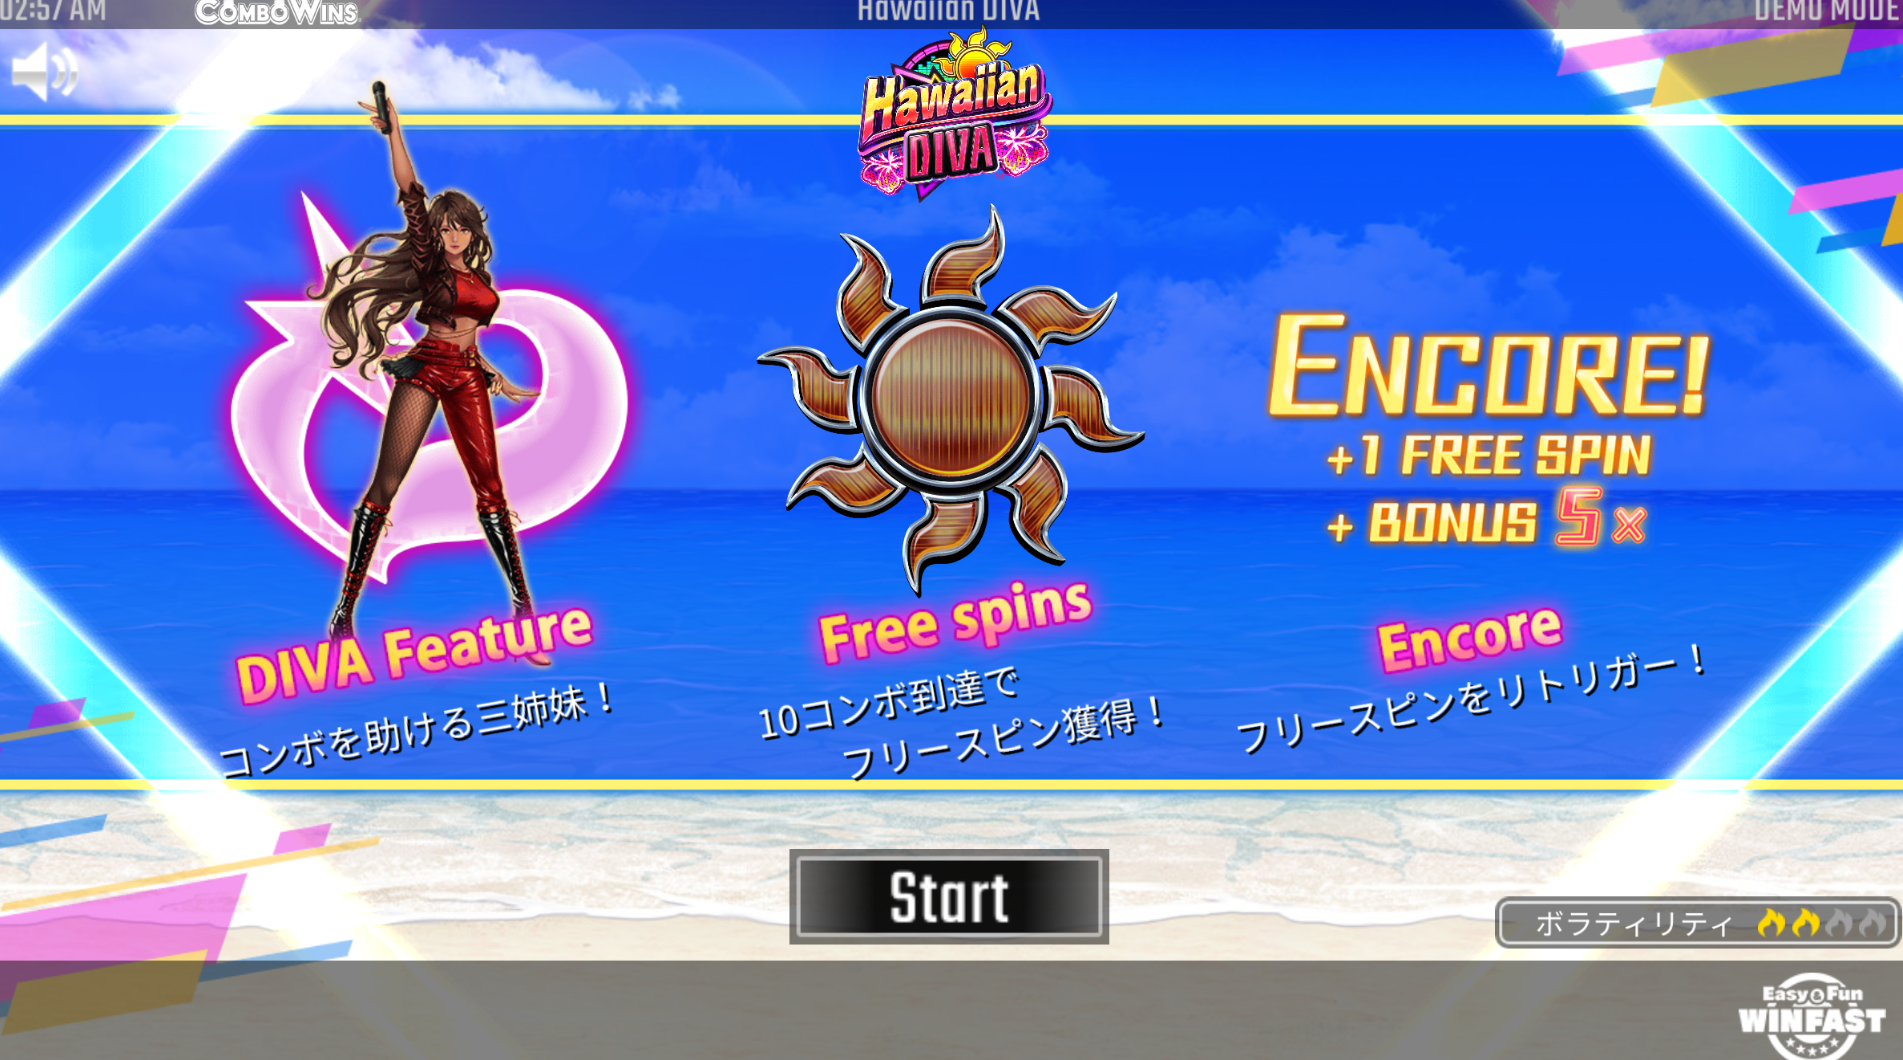 02:57 AM
COMBOWINS
Hawaiian DIVA
DEMO MODE
Hawaiian
DIVA
ENCORE!
+1 FREE SPIN
+ BONUS 5x
DIVA Feature
コンボを助ける三姉妹！
Free spins
10コンボ到達で
フリースピン獲得！
Encore
フリースピンをリトリガー！
Start
ボラティリティ
Easy & Fun
WINFAST